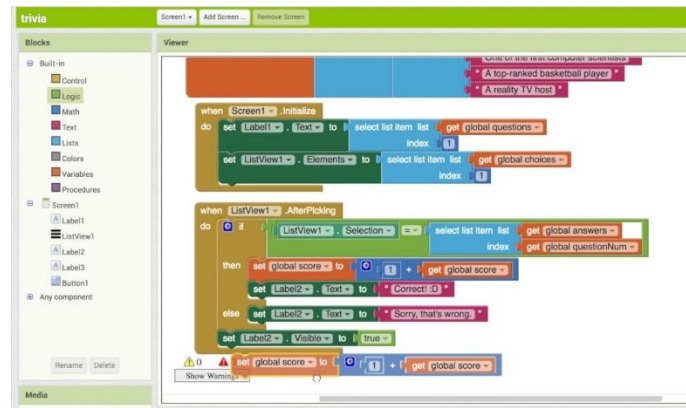 trivia
Screen1 Add Screen ... Remove Screen
Blocks
Viewer
Built-in
Control
Logic
Math
Text
Lists
Colors
Variables
Procedures
Screen1
Label1
ListView1
Label2
Label3
Button1
Any component
Rename Delete
Media
" One of the first computer scientists "
" A top-ranked basketball player "
" A reality TV host "
when Screen1 .Initialize
do set Label1 . Text to select list item list get global questions
index 1
set ListView1 . Elements to select list item list get global choices
index 1
when ListView1 .AfterPicking
do if ListView1 . Selection = select list item list get global answers
index get global questionNum
then set global score to 1 + get global score
set Label2 . Text to " Correct! :D "
else set Label2 . Text to " Sorry, that's wrong. "
set Label2 . Visible to true
0 set global score to 1 + get global score
Show Warnings